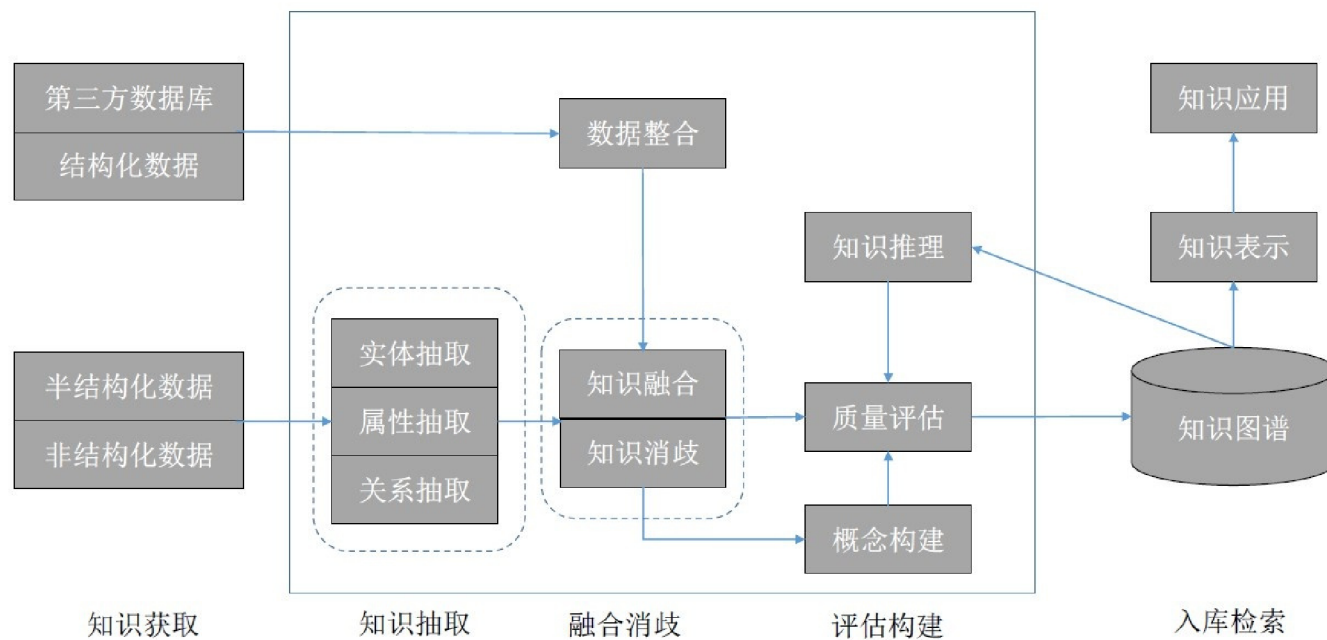 第三方数据库
结构化数据
数据整合
知识应用
知识推理
知识表示
实体抽取
属性抽取
关系抽取
半结构化数据
非结构化数据
知识融合
知识消歧
质量评估
概念构建
知识图谱
知识获取
知识抽取
融合消歧
评估构建
入库检索